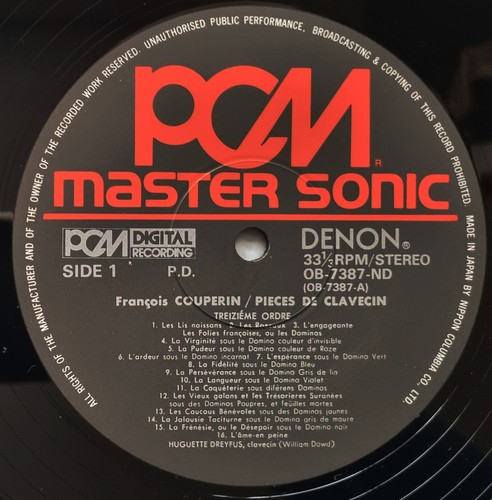 ALL RIGHTS OF THE MANUFACTURER AND OF THE OWNER OF THE RECORDED WORK RESERVED. UNAUTHORISED PUBLIC PERFORMANCE, BROADCASTING & COPYING OF THIS RECORD PROHIBITED. MADE IN JAPAN BY NIPPON COLUMBIA CO., LTD.
PCM
R
MASTER SONIC
PCM DIGITAL RECORDING
DENON®
SIDE 1 P.D.
33⅓RPM/STEREO
OB-7387-ND
(OB-7387-A)
François COUPERIN / PIECES DE CLAVECIN
TREIZIÉME ORDRE
1. Les Lis naissans 2. Les Rozeaux 3. L'engageante
Les Folies françoises, ou les Dominos
4. La Virginité sous le Domino couleur d'invisible
5. La Pudeur sous le Domino couleur de Roze
6. L'ardeur sous le Domino incarnat 7. L'espérance sous le Domino Vert
8. La Fidélité sous le Domino Bleu
9. La Persévérance sous le Domino Gris de lin
10. La Langueur sous le Domino Violet
11. La Coquéterie sous diférens Dominos
12. Les Vieux galans et les Trésorieres Suranées
sous des Dominos Poupres, et feüilles mortes
13. Les Coucous Bénévoles sous des Dominos jaunes
14. La Jalousie Taciturne sous le Domino gris de maure
15. La Frénésie, ou le Désespoir sous le Domino noir
16. L'âme-en peine
HUGUETTE DREYFUS, clavecin (William Dowd)